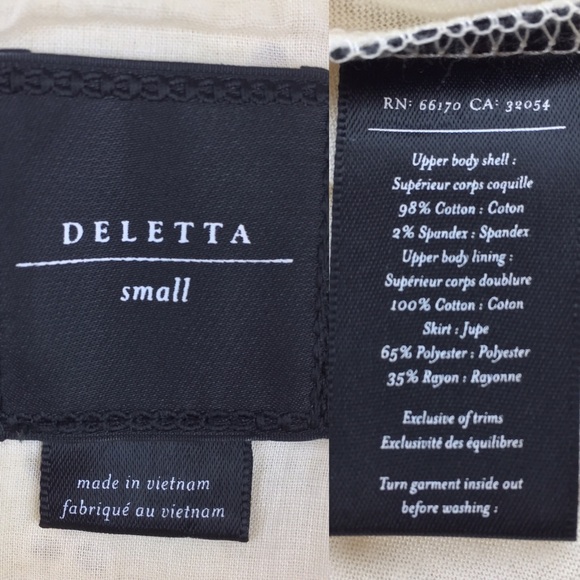 DELETTA
small
made in vietnam
fabriqué au vietnam
RN: 66170 CA: 32054
Upper body shell :
Supérieur corps coquille
98% Cotton : Coton
2% Spandex : Spandex
Upper body lining :
Supérieur corps doublure
100% Cotton : Coton
Skirt : Jupe
65% Polyester : Polyester
35% Rayon : Rayonne
Exclusive of trims
Exclusivité des équilibres
Turn garment inside out
before washing :